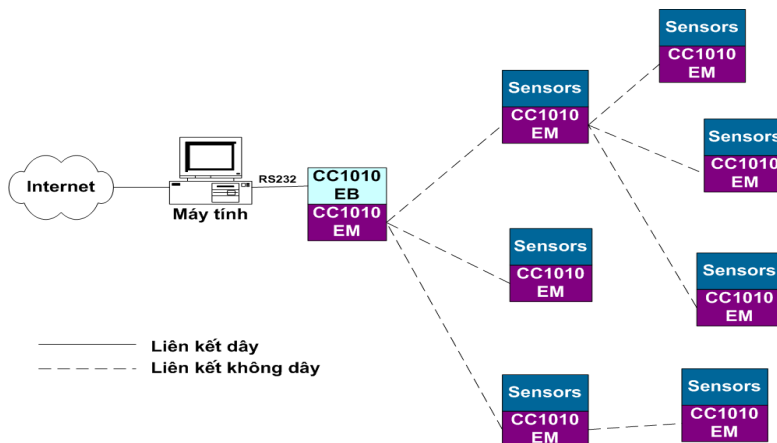 Internet
Máy tính
RS232
CC1010
EB
CC1010
EM
Sensors
CC1010
EM
Sensors
CC1010
EM
Sensors
CC1010
EM
Sensors
CC1010
EM
Sensors
CC1010
EM
Sensors
CC1010
EM
Sensors
CC1010
EM
Liên kết dây
Liên kết không dây